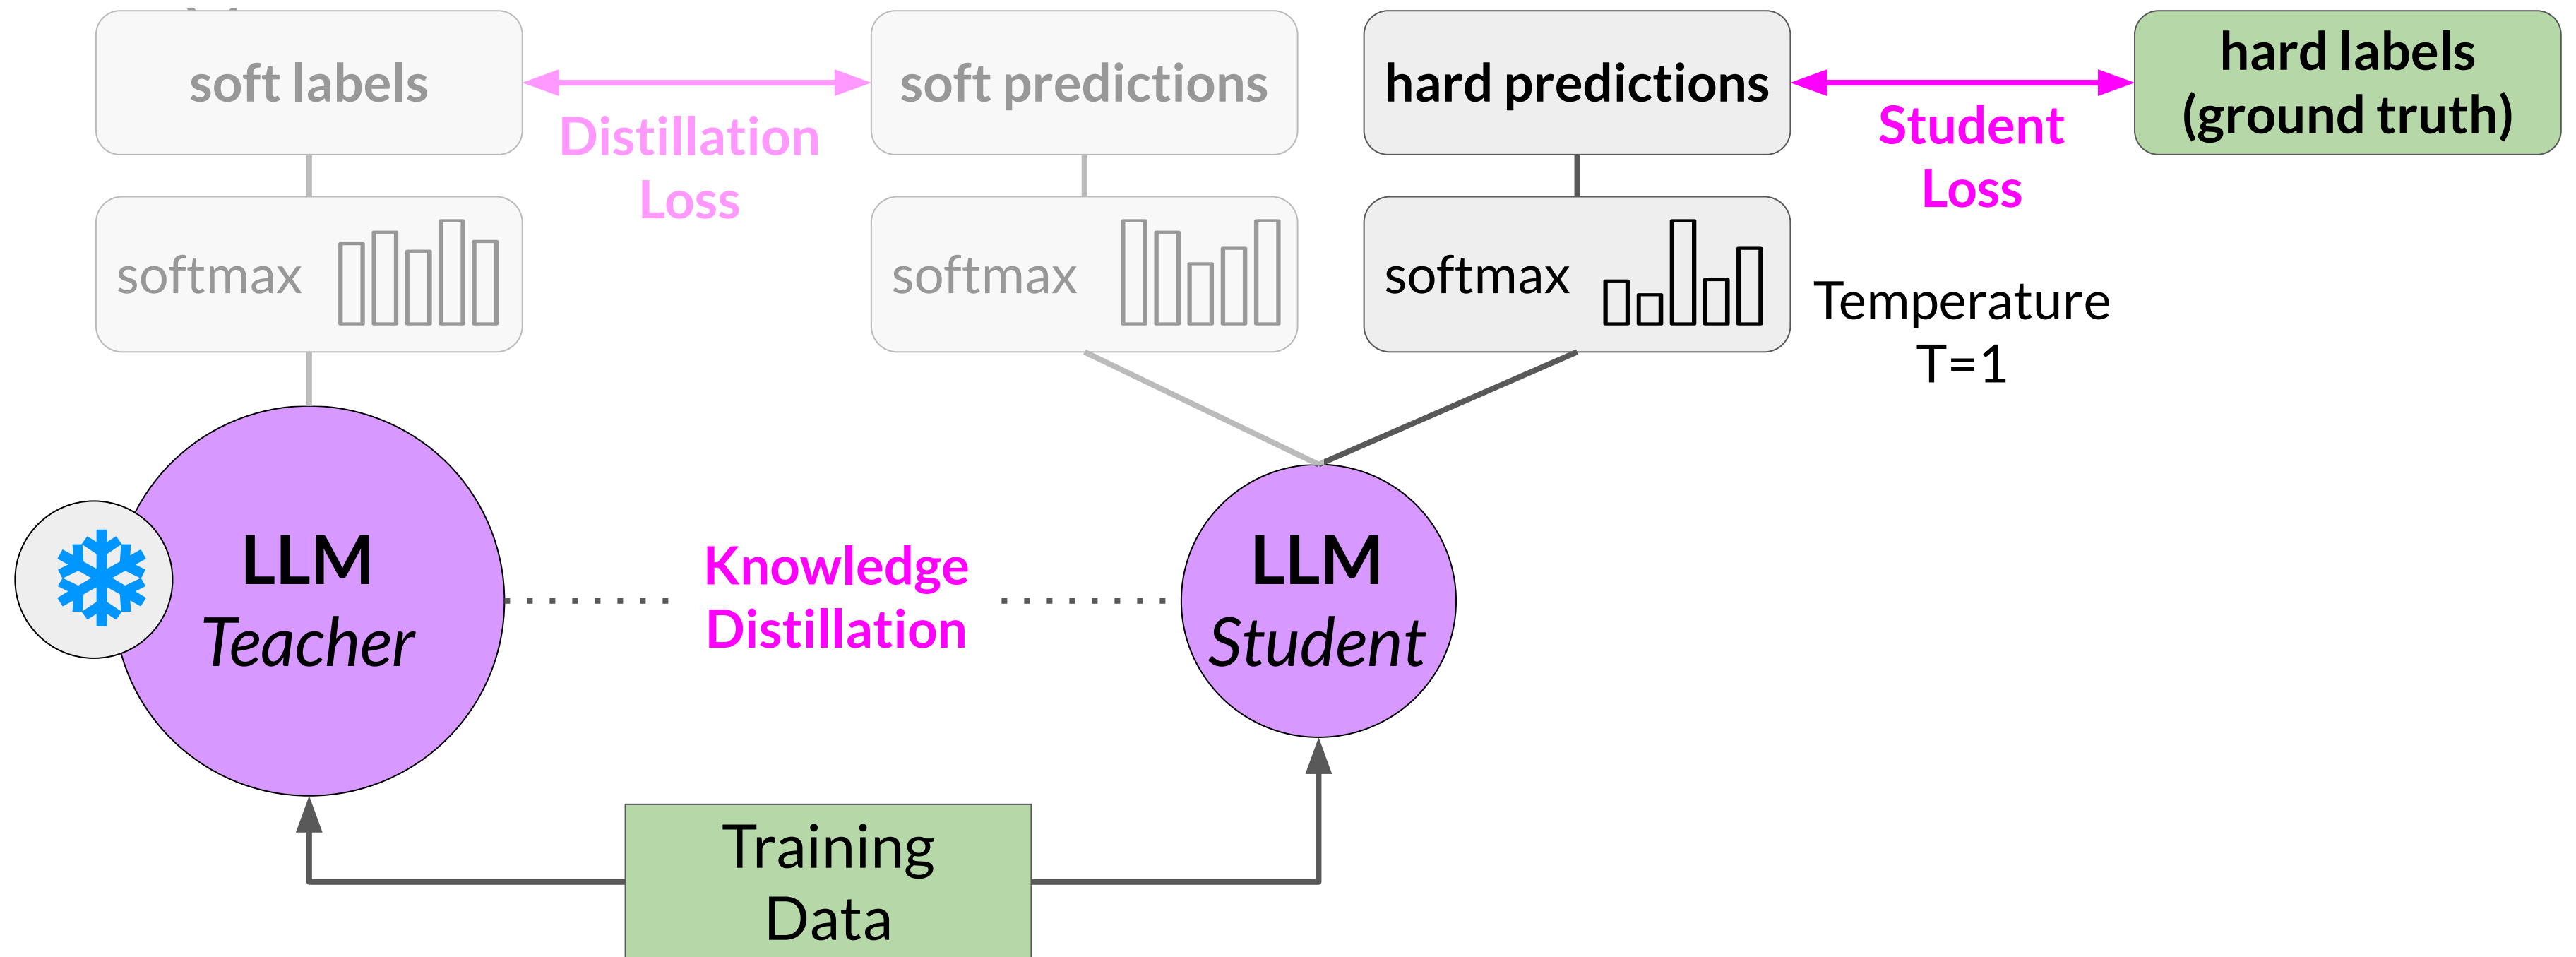 soft labels
Distillation
Loss
soft predictions
hard predictions
Student
Loss
hard labels
(ground truth)
softmax
softmax
softmax
Temperature
T=1
LLM
Teacher
Knowledge
Distillation
LLM
Student
Training
Data